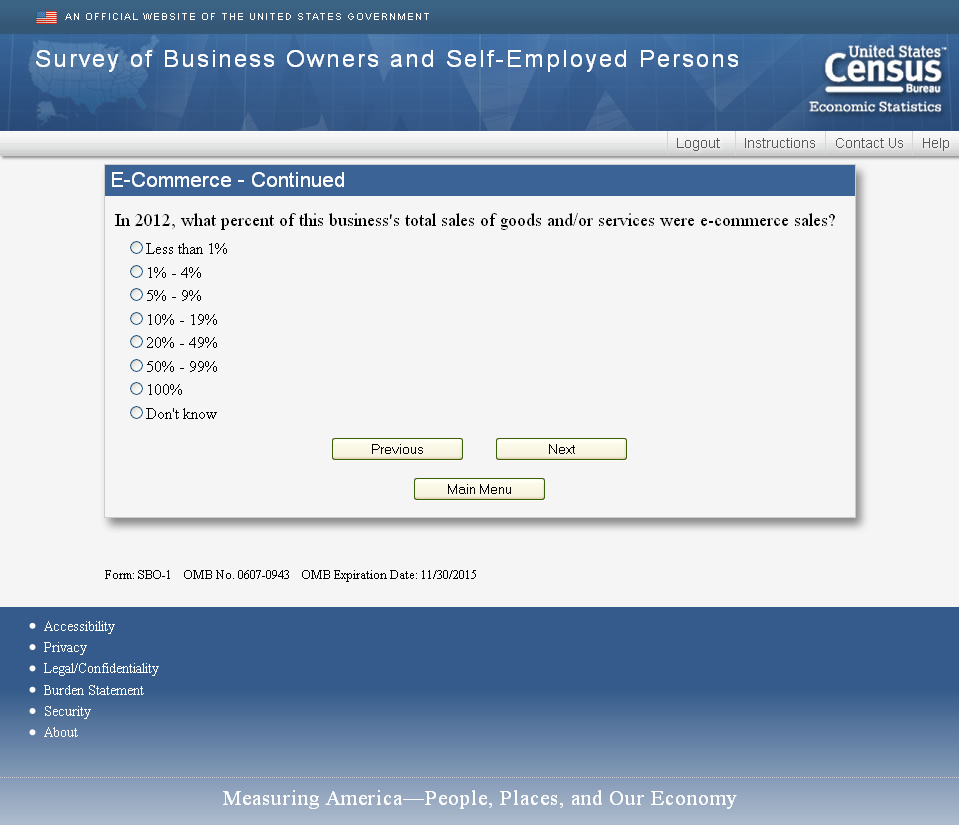 AN OFFICIAL WEBSITE OF THE UNITED STATES GOVERNMENT
Survey of Business Owners and Self-Employed Persons
United States™
Census
Bureau
Economic Statistics
Logout Instructions Contact Us Help
E-Commerce - Continued
In 2012, what percent of this business's total sales of goods and/or services were e-commerce sales?
Less than 1%
1% - 4%
5% - 9%
10% - 19%
20% - 49%
50% - 99%
100%
Don't know
Previous Next
Main Menu
Form: SBO-1 OMB No. 0607-0943 OMB Expiration Date: 11/30/2015
Accessibility
Privacy
Legal/Confidentiality
Burden Statement
Security
About
Measuring America—People, Places, and Our Economy